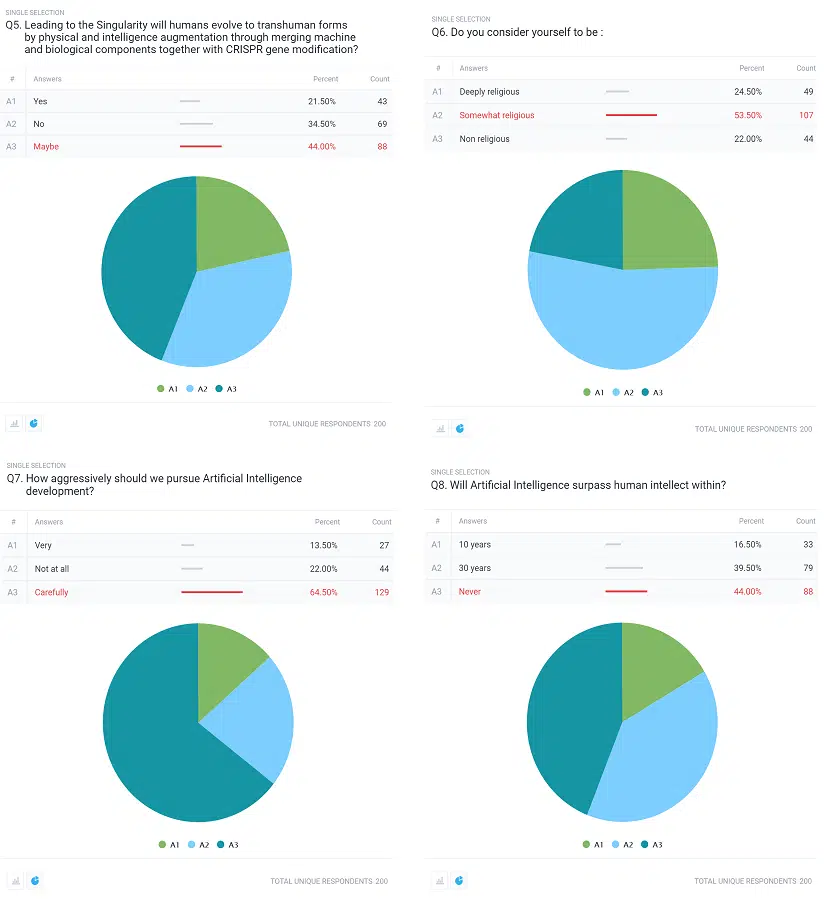 SINGLE SELECTION
Q5. Leading to the Singularity will humans evolve to transhuman forms
by physical and intelligence augmentation through merging machine
and biological components together with CRISPR gene modification?
# Answers Percent Count
A1 Yes 21.50% 43
A2 No 34.50% 69
A3 Maybe 44.00% 88
A1 A2 A3
TOTAL UNIQUE RESPONDENTS 200
SINGLE SELECTION
Q6. Do you consider yourself to be :
# Answers Percent Count
A1 Deeply religious 24.50% 49
A2 Somewhat religious 53.50% 107
A3 Non religious 22.00% 44
A1 A2 A3
TOTAL UNIQUE RESPONDENTS 200
SINGLE SELECTION
Q7. How aggressively should we pursue Artificial Intelligence
development?
# Answers Percent Count
A1 Very 13.50% 27
A2 Not at all 22.00% 44
A3 Carefully 64.50% 129
A1 A2 A3
TOTAL UNIQUE RESPONDENTS 200
SINGLE SELECTION
Q8. Will Artificial Intelligence surpass human intellect within?
# Answers Percent Count
A1 10 years 16.50% 33
A2 30 years 39.50% 79
A3 Never 44.00% 88
A1 A2 A3
TOTAL UNIQUE RESPONDENTS 200